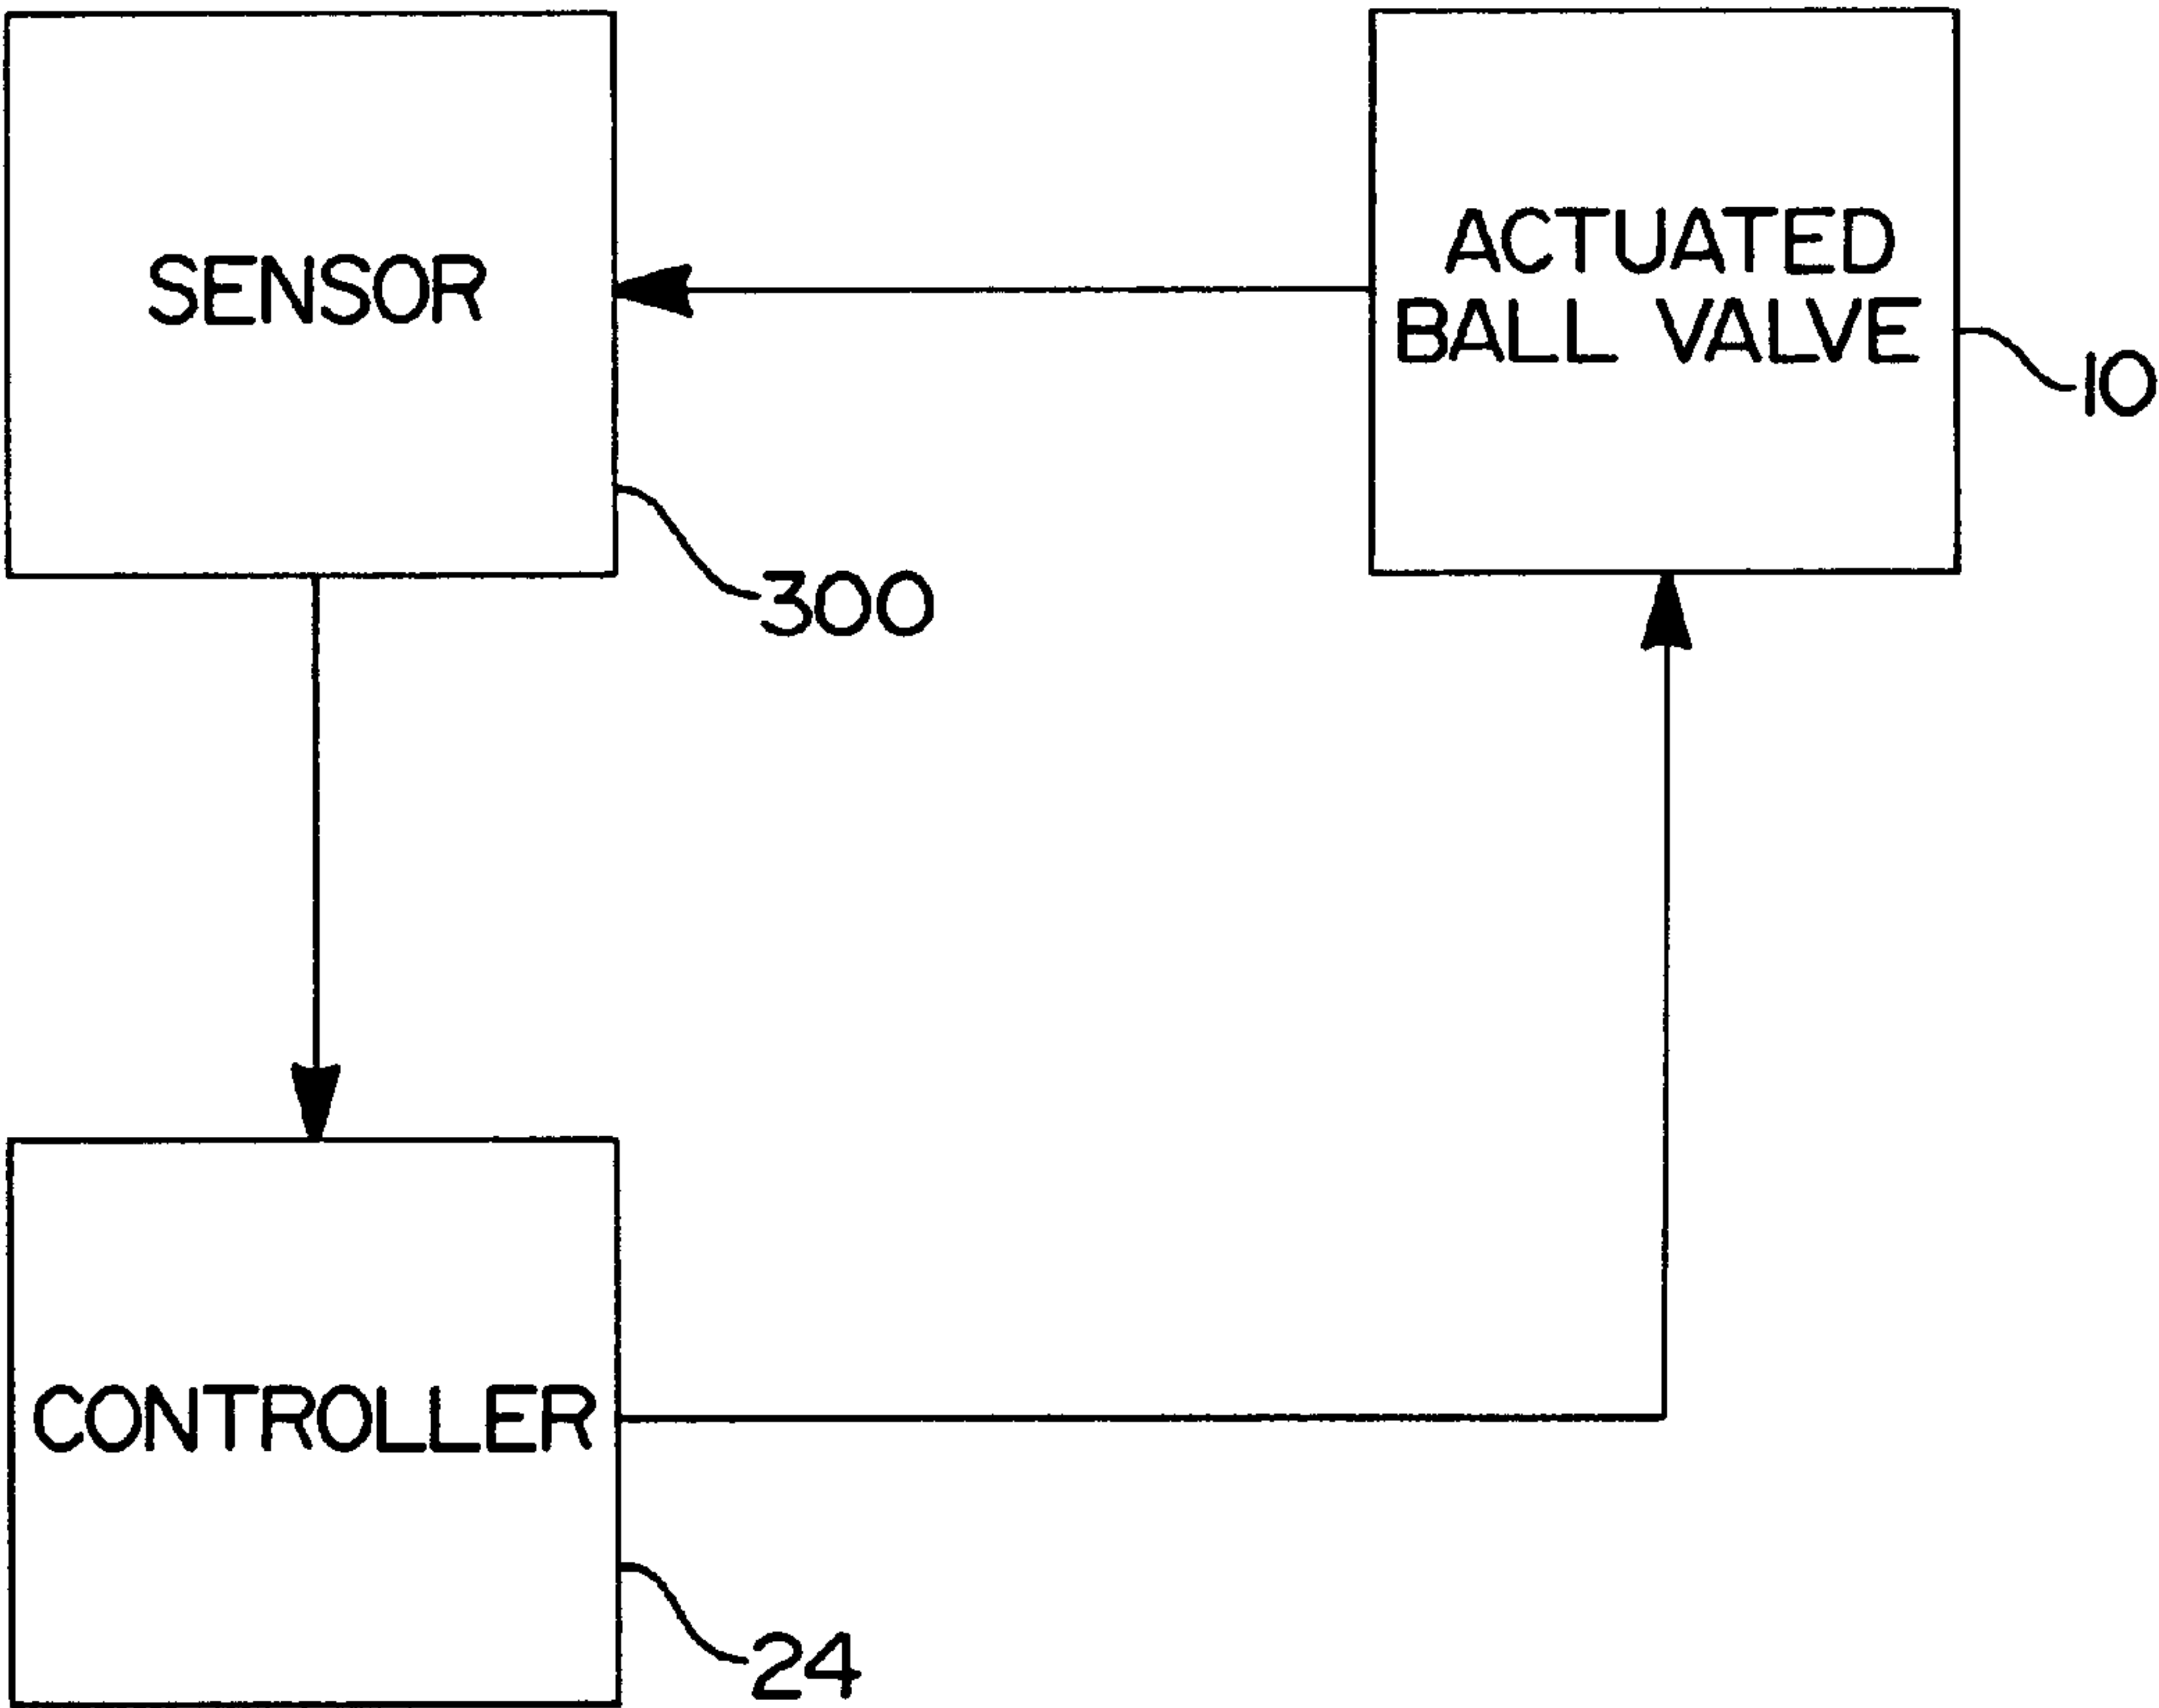 SENSOR
ACTUATED
BALL VALVE
10
300
CONTROLLER
24